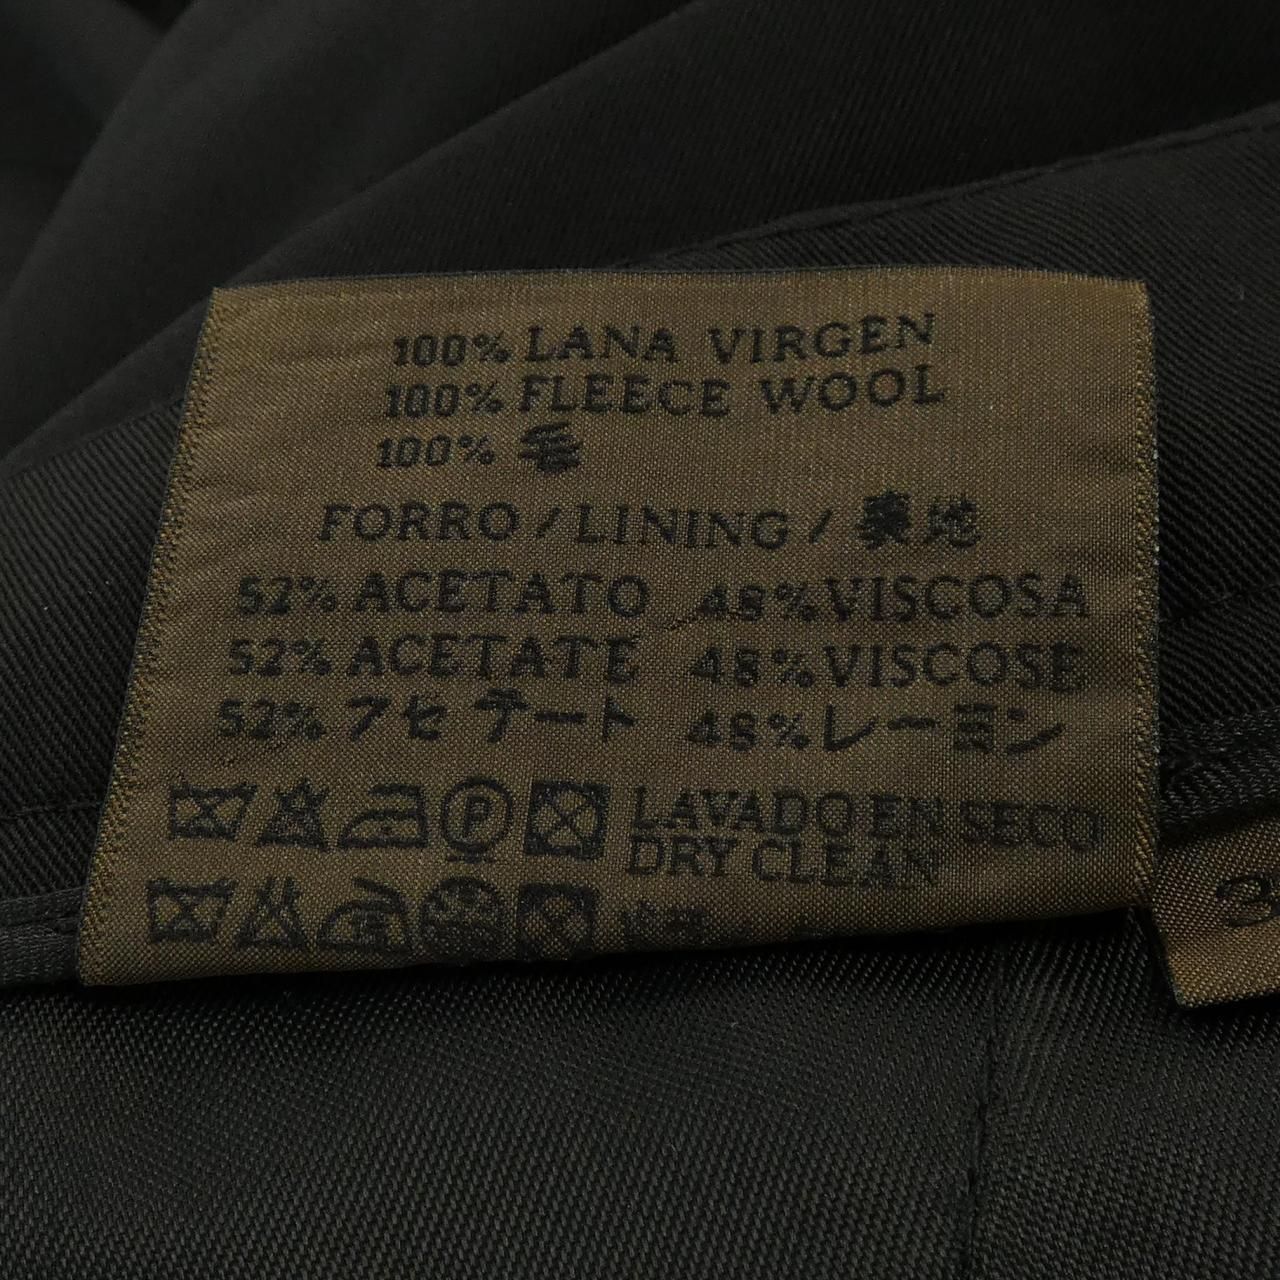 100% LANA VIRGEN
100% FLEECE WOOL
100% 毛
FORRO / LINING / 裏地
52% ACETATO 48% VISCOSA
52% ACETATE 48% VISCOSE
52% アセテート 48% レーヨン
P LAVADO EN SECO
DRY CLEAN
3